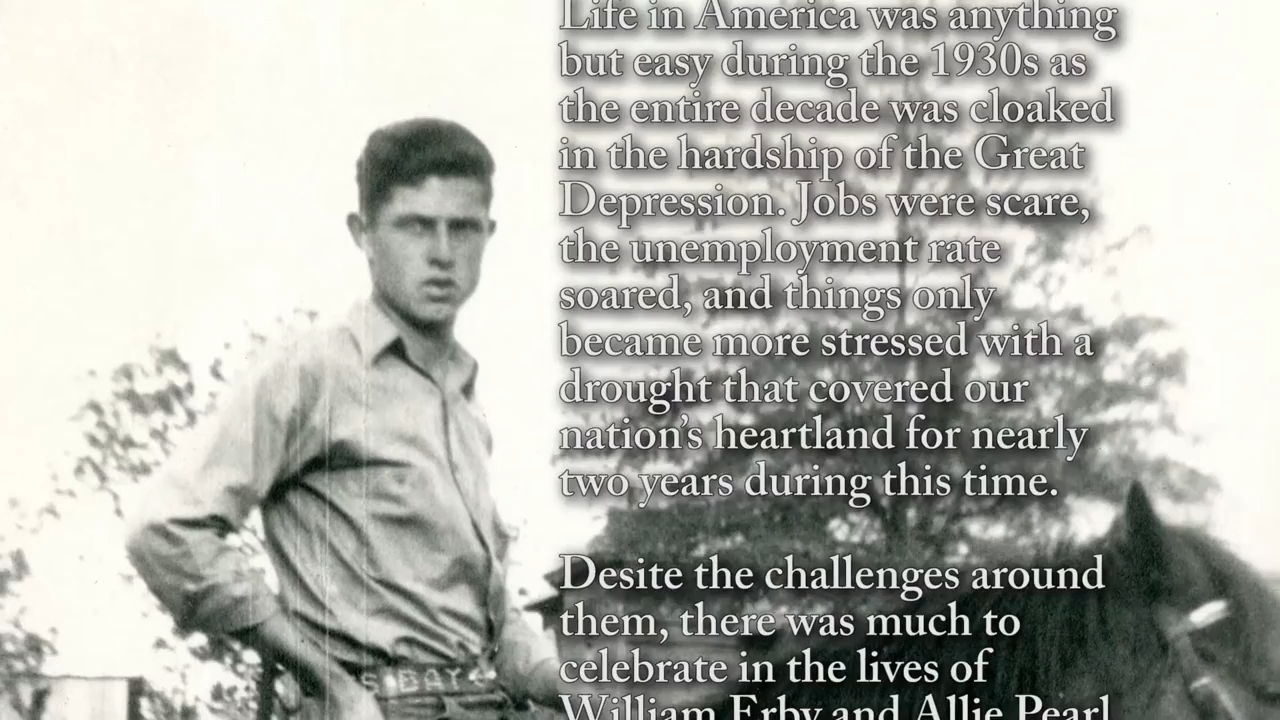 Life in America was anything
but easy during the 1930s as
the entire decade was cloaked
in the hardship of the Great
Depression. Jobs were scare,
the unemployment rate
soared, and things only
became more stressed with a
drought that covered our
nation's heartland for nearly
two years during this time.
Desite the challenges around
them, there was much to
celebrate in the lives of
William Erby and Allie Pearl